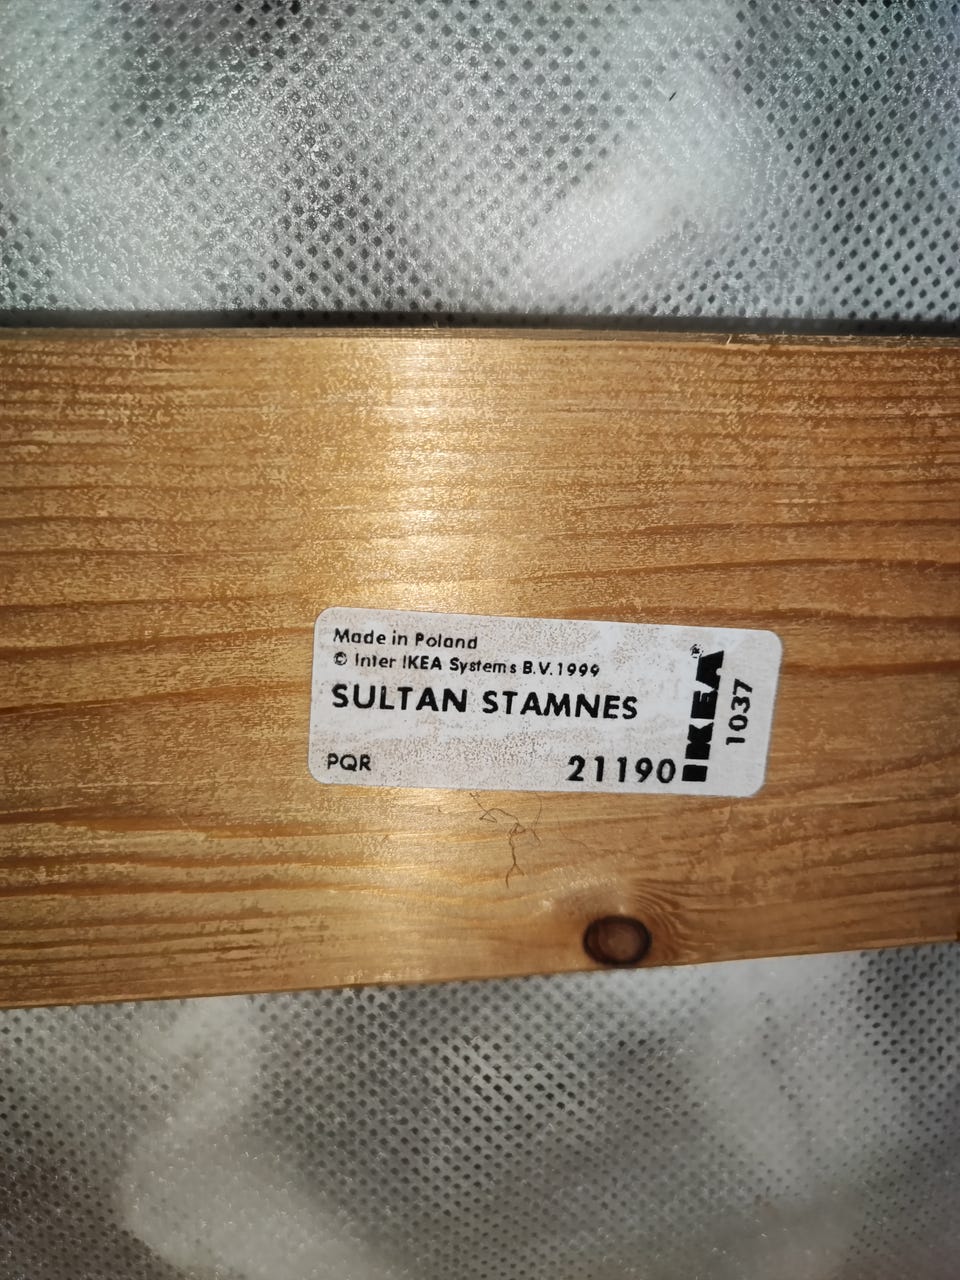 Made in Poland
© Inter IKEA Systems B.V. 1999
SULTAN STAMNES
PQR
21190
IKEA
1037